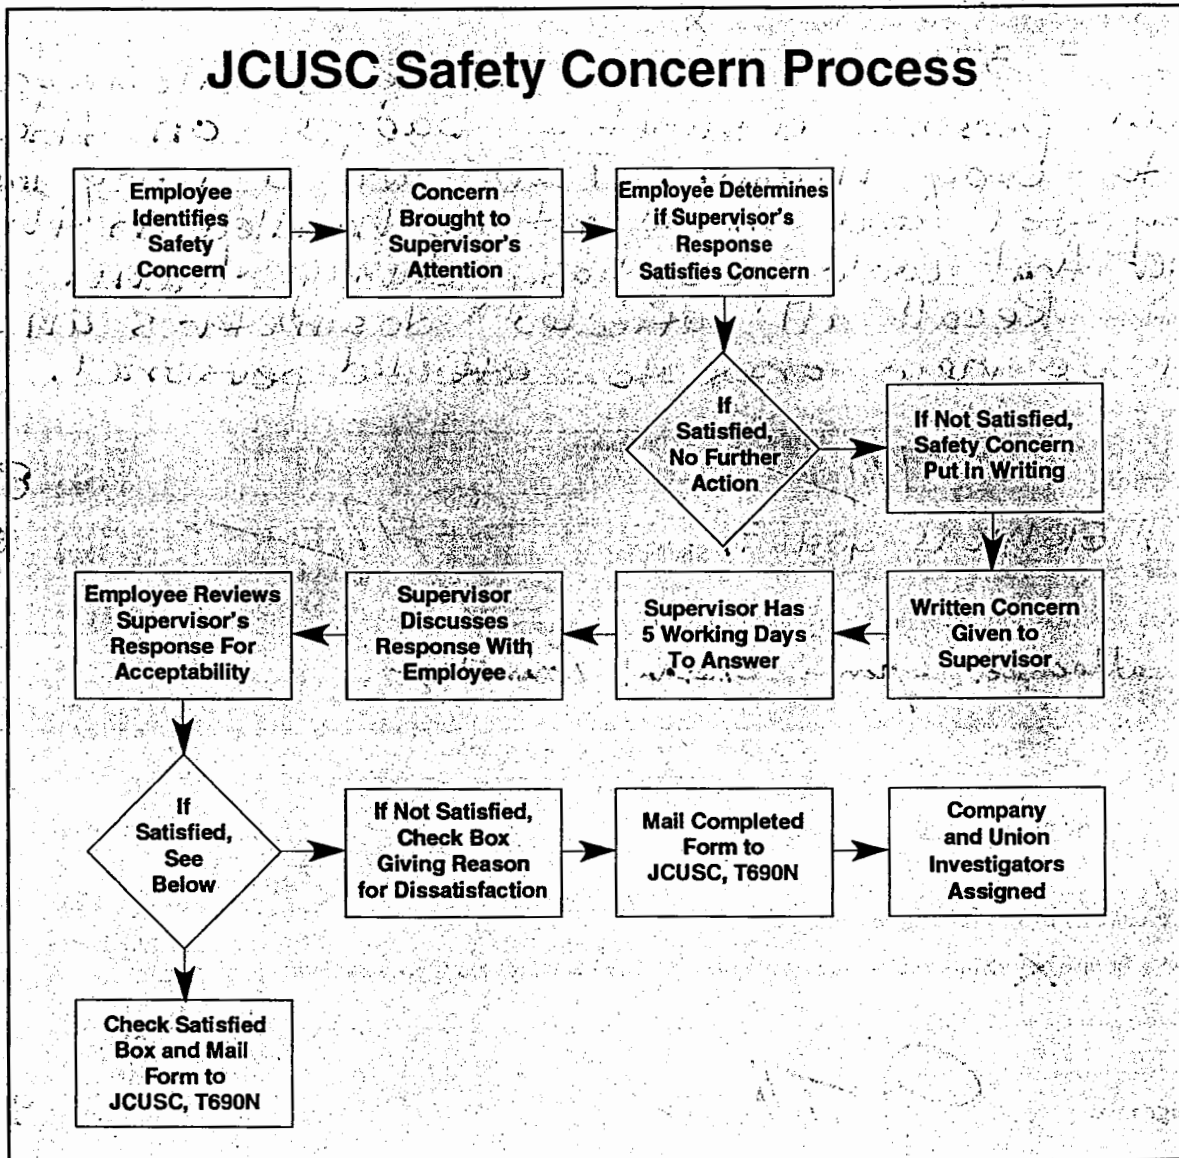 JCUSC Safety Concern Process
Employee
Identifies
Safety
Concern
Concern
Brought to
Supervisor's
Attention
Employee Determines
if Supervisor's
Response
Satisfies Concern
If
Satisfied,
No Further
Action
If Not Satisfied,
Safety Concern
Put In Writing
Written Concern
Given to
Supervisor
Supervisor Has
5 Working Days
To Answer
Supervisor
Discusses
Response With
Employee
Employee Reviews
Supervisor's
Response For
Acceptability
If
Satisfied,
See
Below
If Not Satisfied,
Check Box
Giving Reason
for Dissatisfaction
Mail Completed
Form to
JCUSC, T690N
Company
and Union
Investigators
Assigned
Check Satisfied
Box and Mail
Form to
JCUSC, T690N